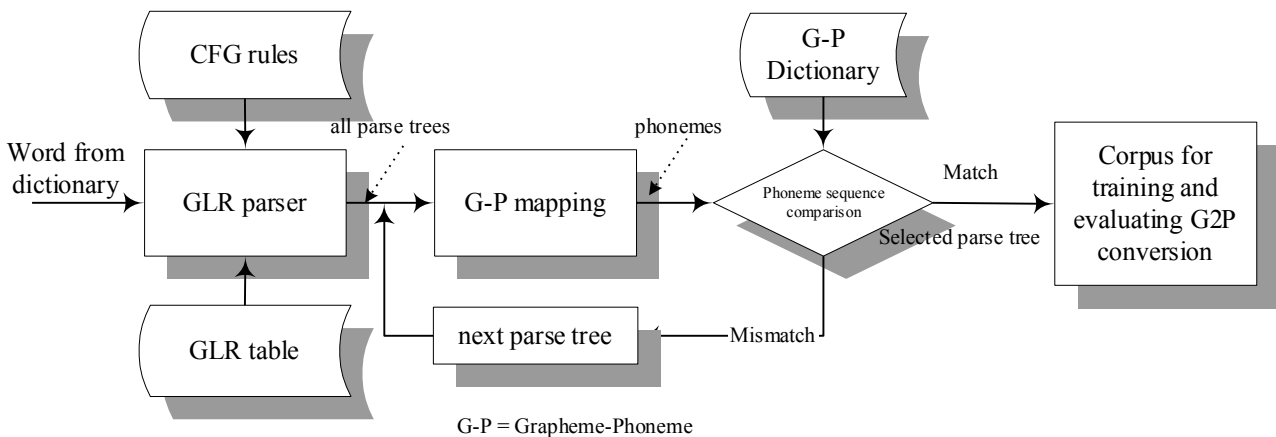 CFG rules
G-P
Dictionary
all parse trees
phonemes
Word from
dictionary
GLR parser
G-P mapping
Phoneme sequence
comparison
Match
Selected parse tree
Corpus for
training and
evaluating G2P
conversion
GLR table
next parse tree
Mismatch
G-P = Grapheme-Phoneme